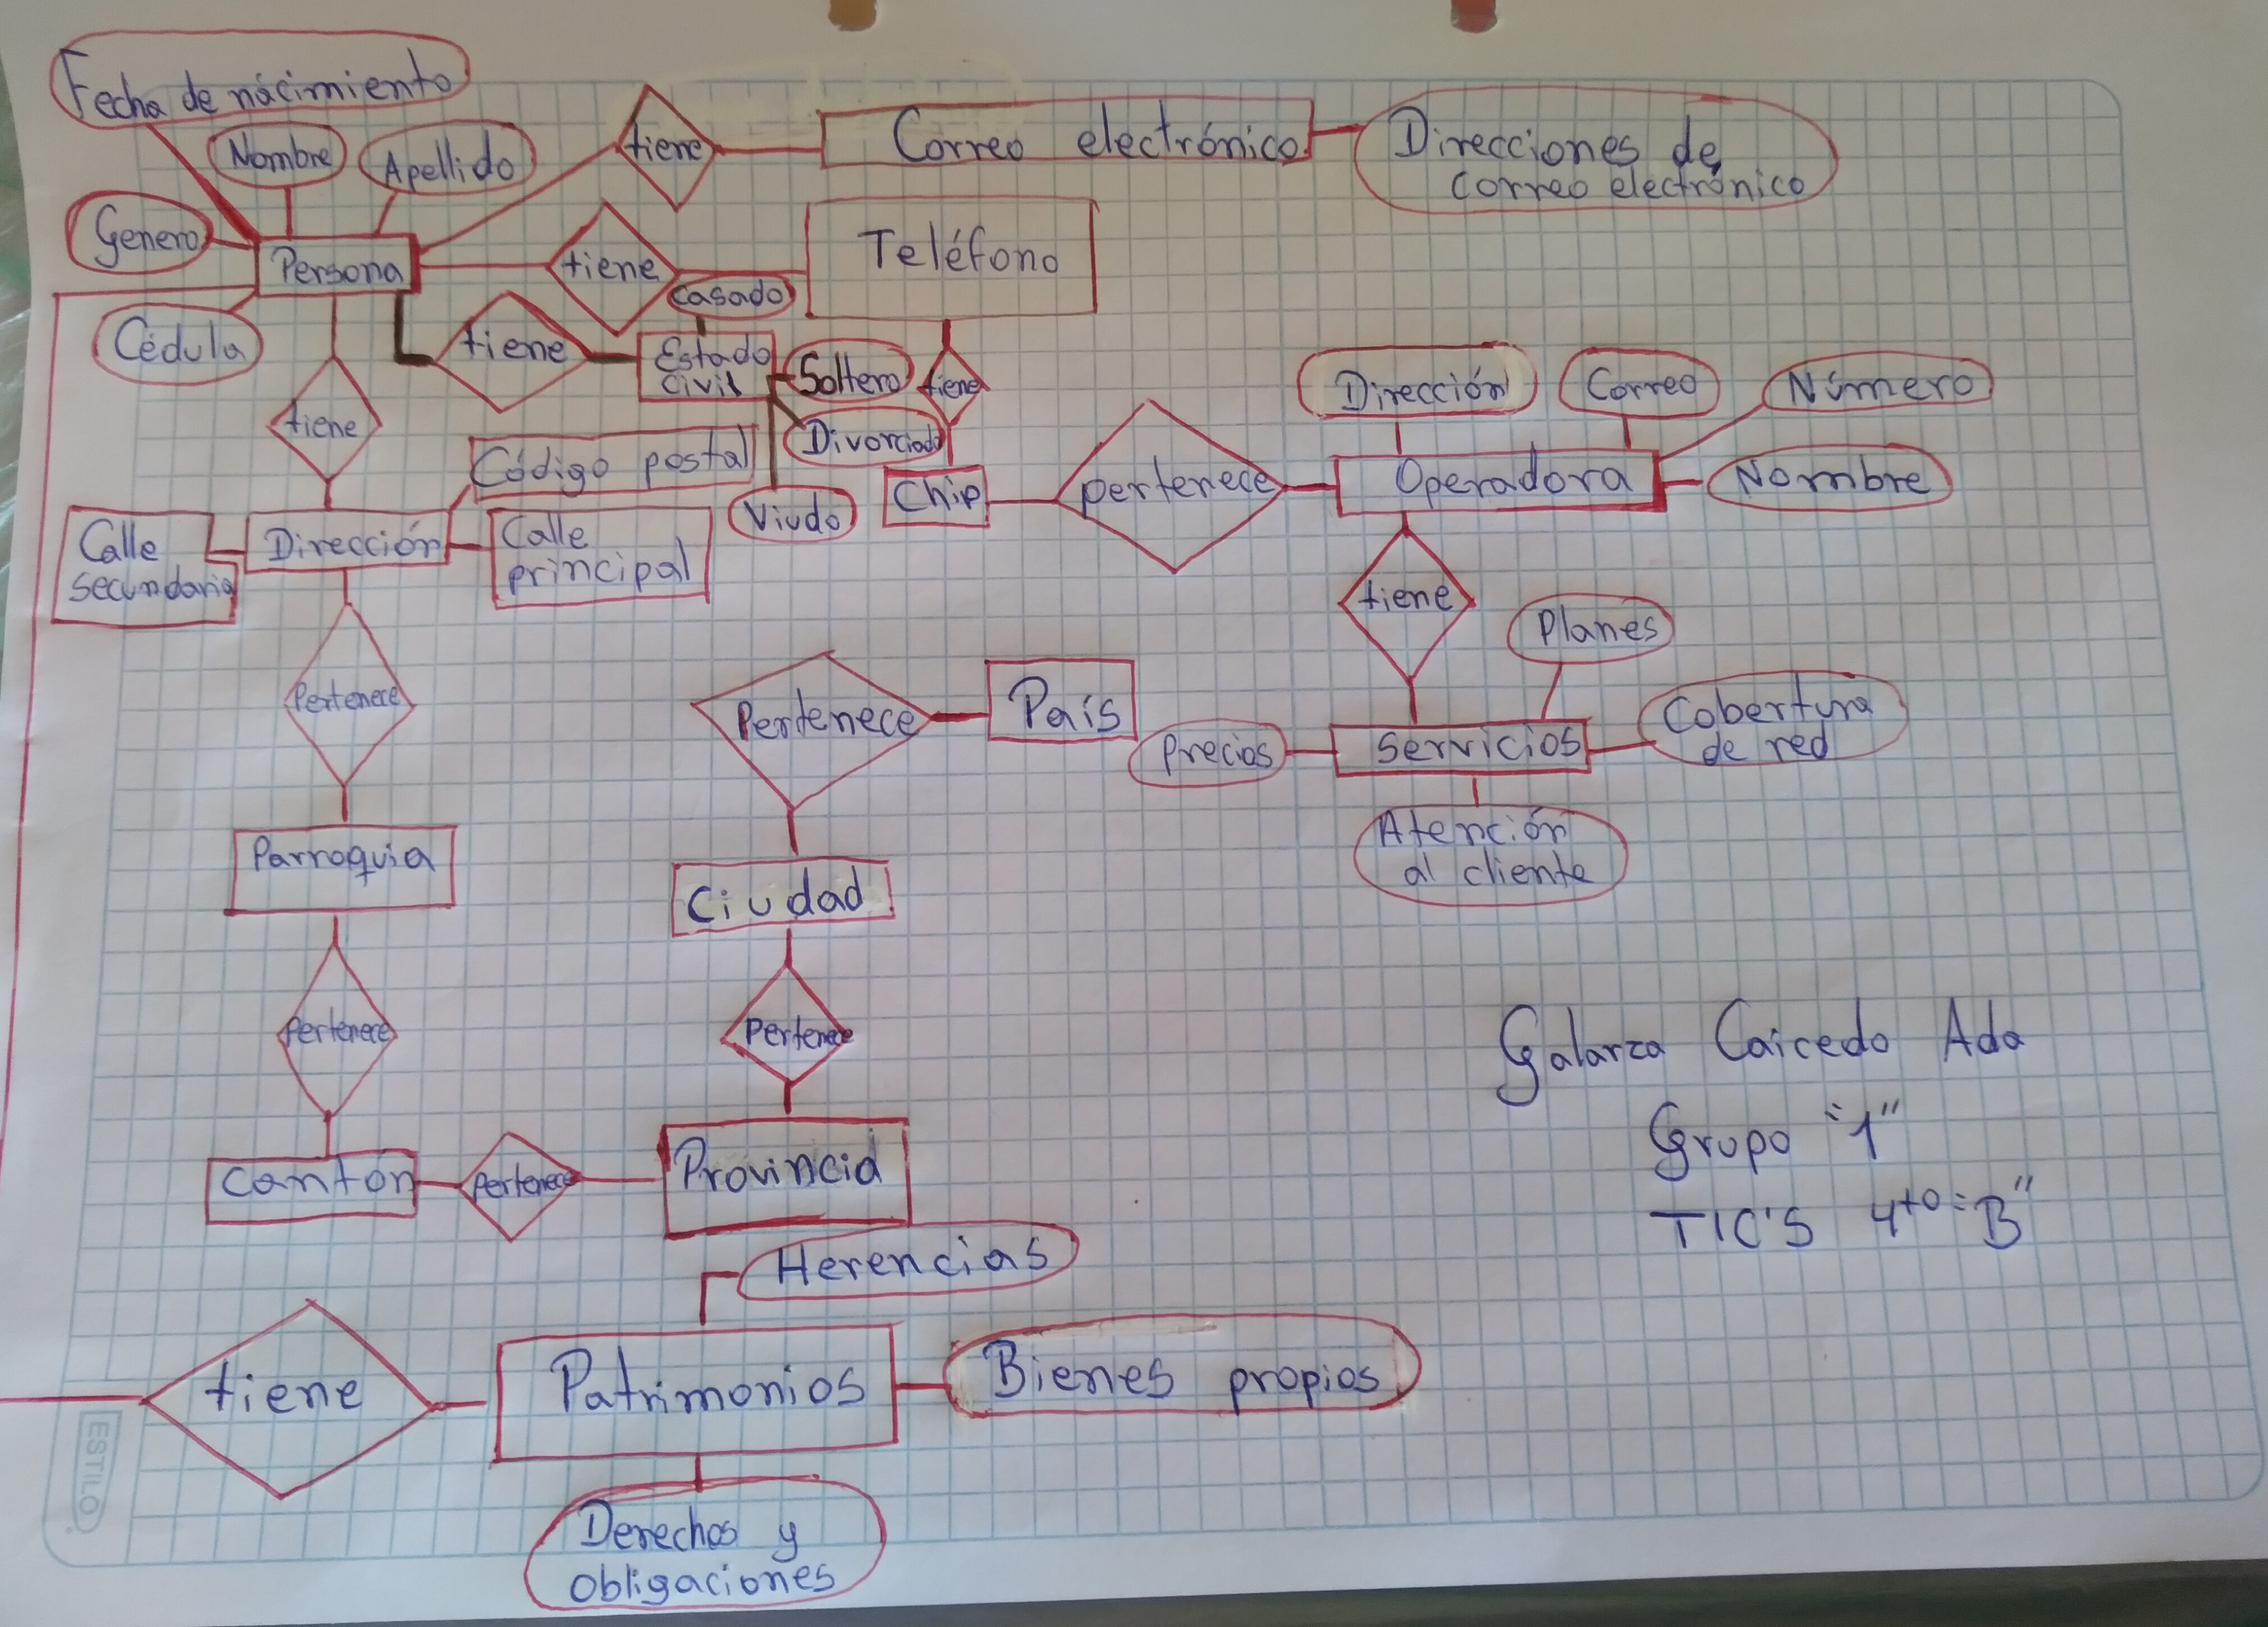 Fecha de nácimiento
Nombre
Apellido
tiene
Correo electrónico
Direcciones de
correo electrónico
Genero
Persona
tiene
Teléfono
casado
Cédula
tiene
Estado
civil
Soltero
tiene
Divorciado
Viudo
tiene
Código postal
Calle
secundaria
Dirección
Calle
principal
Chip
pertenece
Operadora
Dirección
Correo
Número
Nombre
tiene
Planes
Precios
Servicios
Cobertura
de red
Atención
al cliente
Pertenece
Pertenece
País
Parroquia
Ciudad
Pertenece
Pertenece
Cantón
Pertenece
Provincia
Herencias
tiene
Patrimonios
Bienes propios
Derechos y
obligaciones
Galarza Caicedo Ada
Grupo "1"
TIC'S 4to "B"
ESTILO